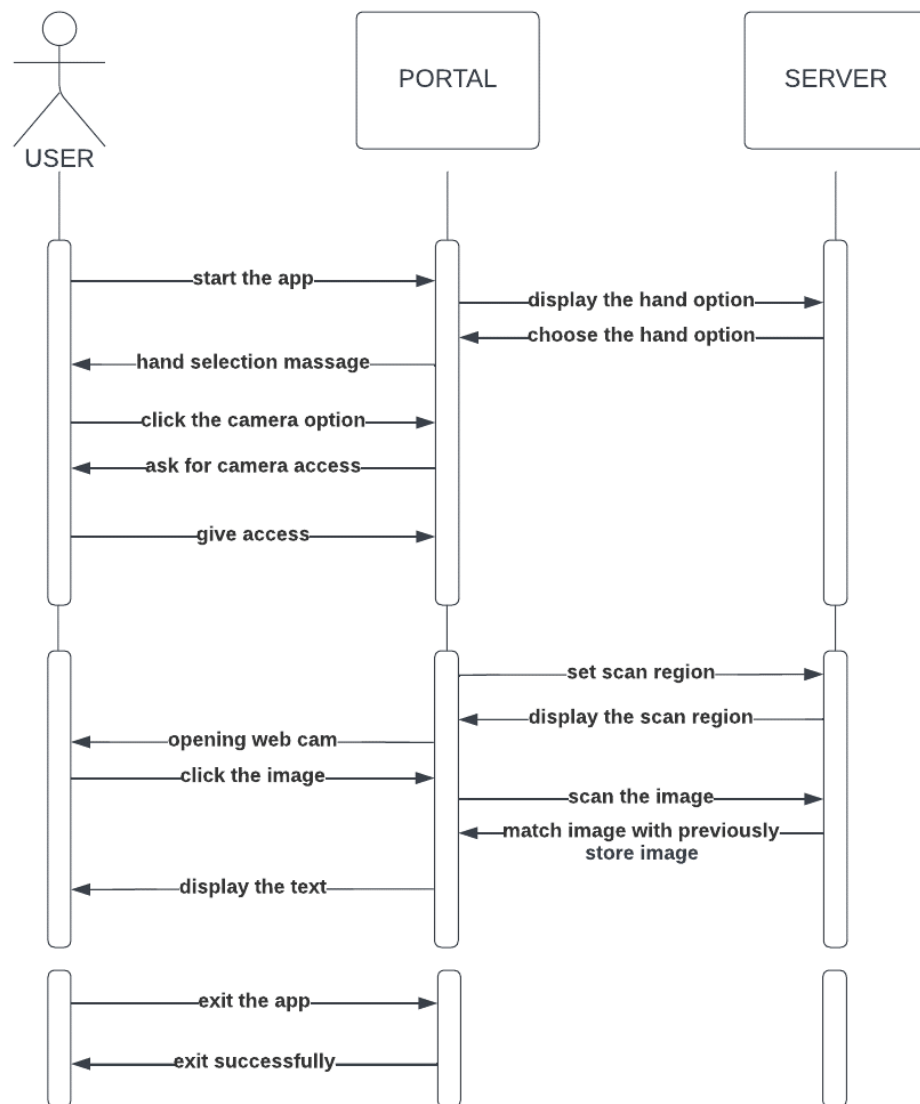 USER
PORTAL
SERVER
start the app
display the hand option
choose the hand option
hand selection massage
click the camera option
ask for camera access
give access
set scan region
display the scan region
opening web cam
click the image
scan the image
match image with previously
store image
display the text
exit the app
exit successfully